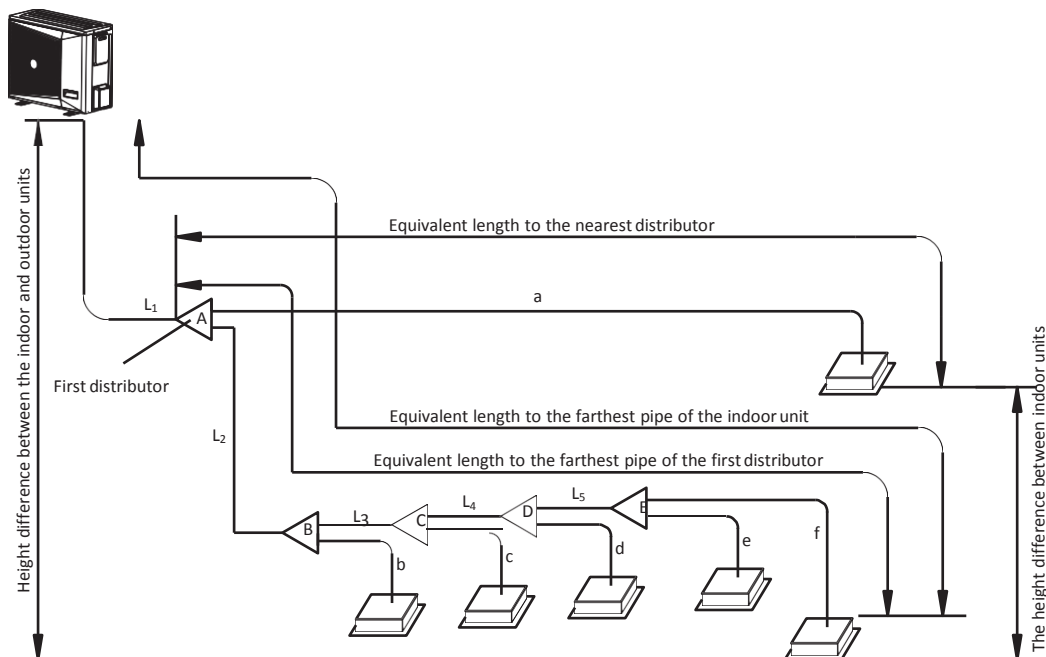 Height difference between the indoor and outdoor units
Equivalent length to the nearest distributor
a
L₁
A
First distributor
The height difference between indoor units
Equivalent length to the farthest pipe of the indoor unit
L₂
Equivalent length to the farthest pipe of the first distributor
L₃
L₄
L₅
B
C
D
E
f
b
c
d
e